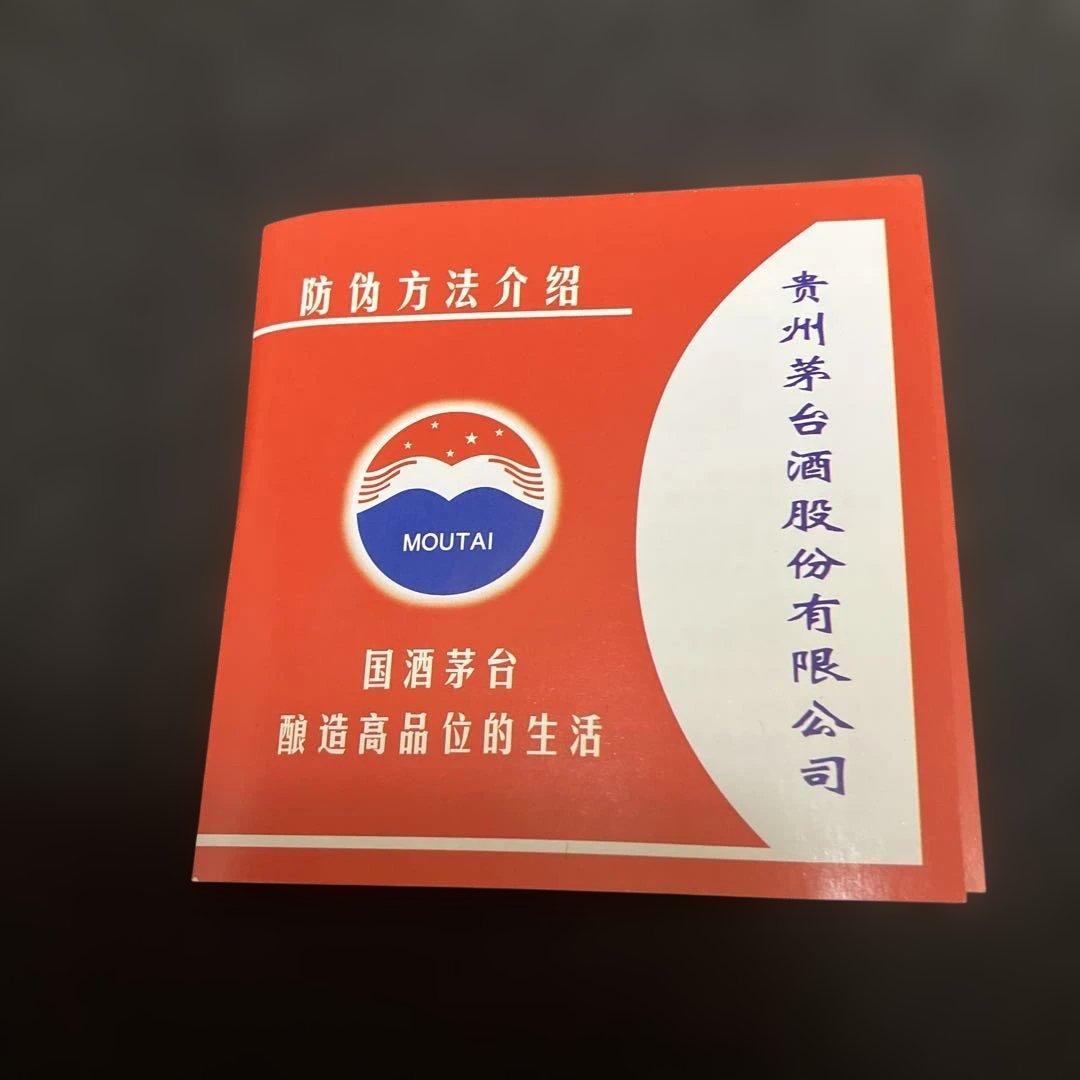 防伪方法介绍
MOUTAI
国酒茅台
酿造高品位的生活
贵州茅台酒股份有限公司